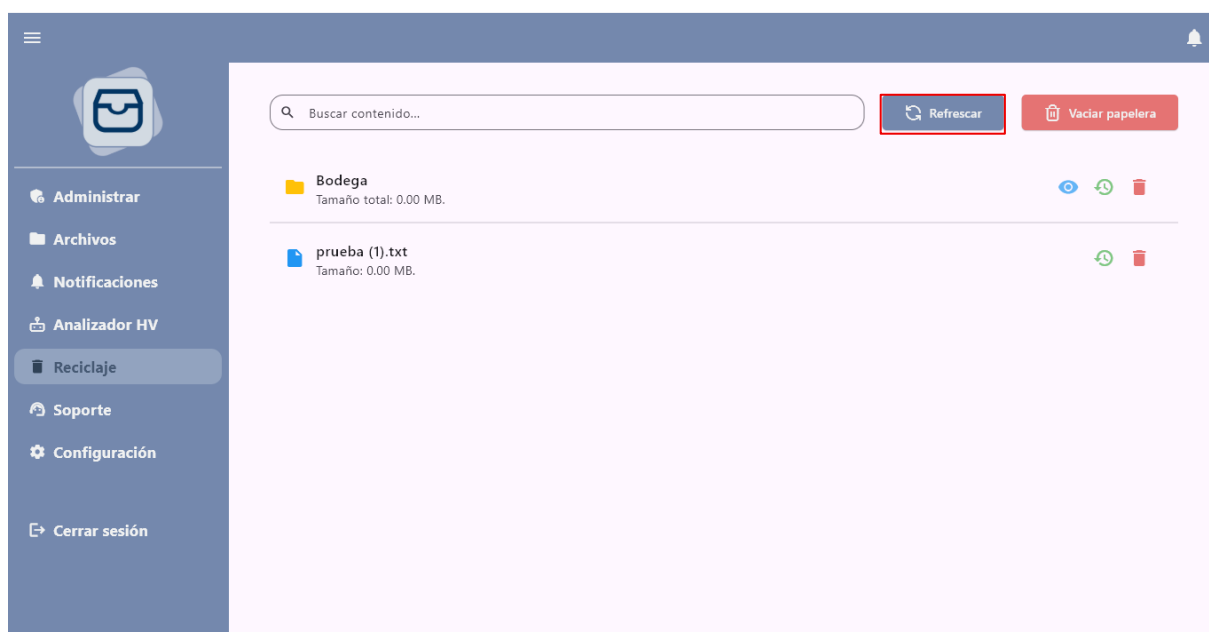 Buscar contenido...
Refrescar
Vaciar papelera
Administrar
Archivos
Notificaciones
Analizador HV
Reciclaje
Soporte
Configuración
Cerrar sesión
Bodega
Tamaño total: 0.00 MB.
prueba (1).txt
Tamaño: 0.00 MB.